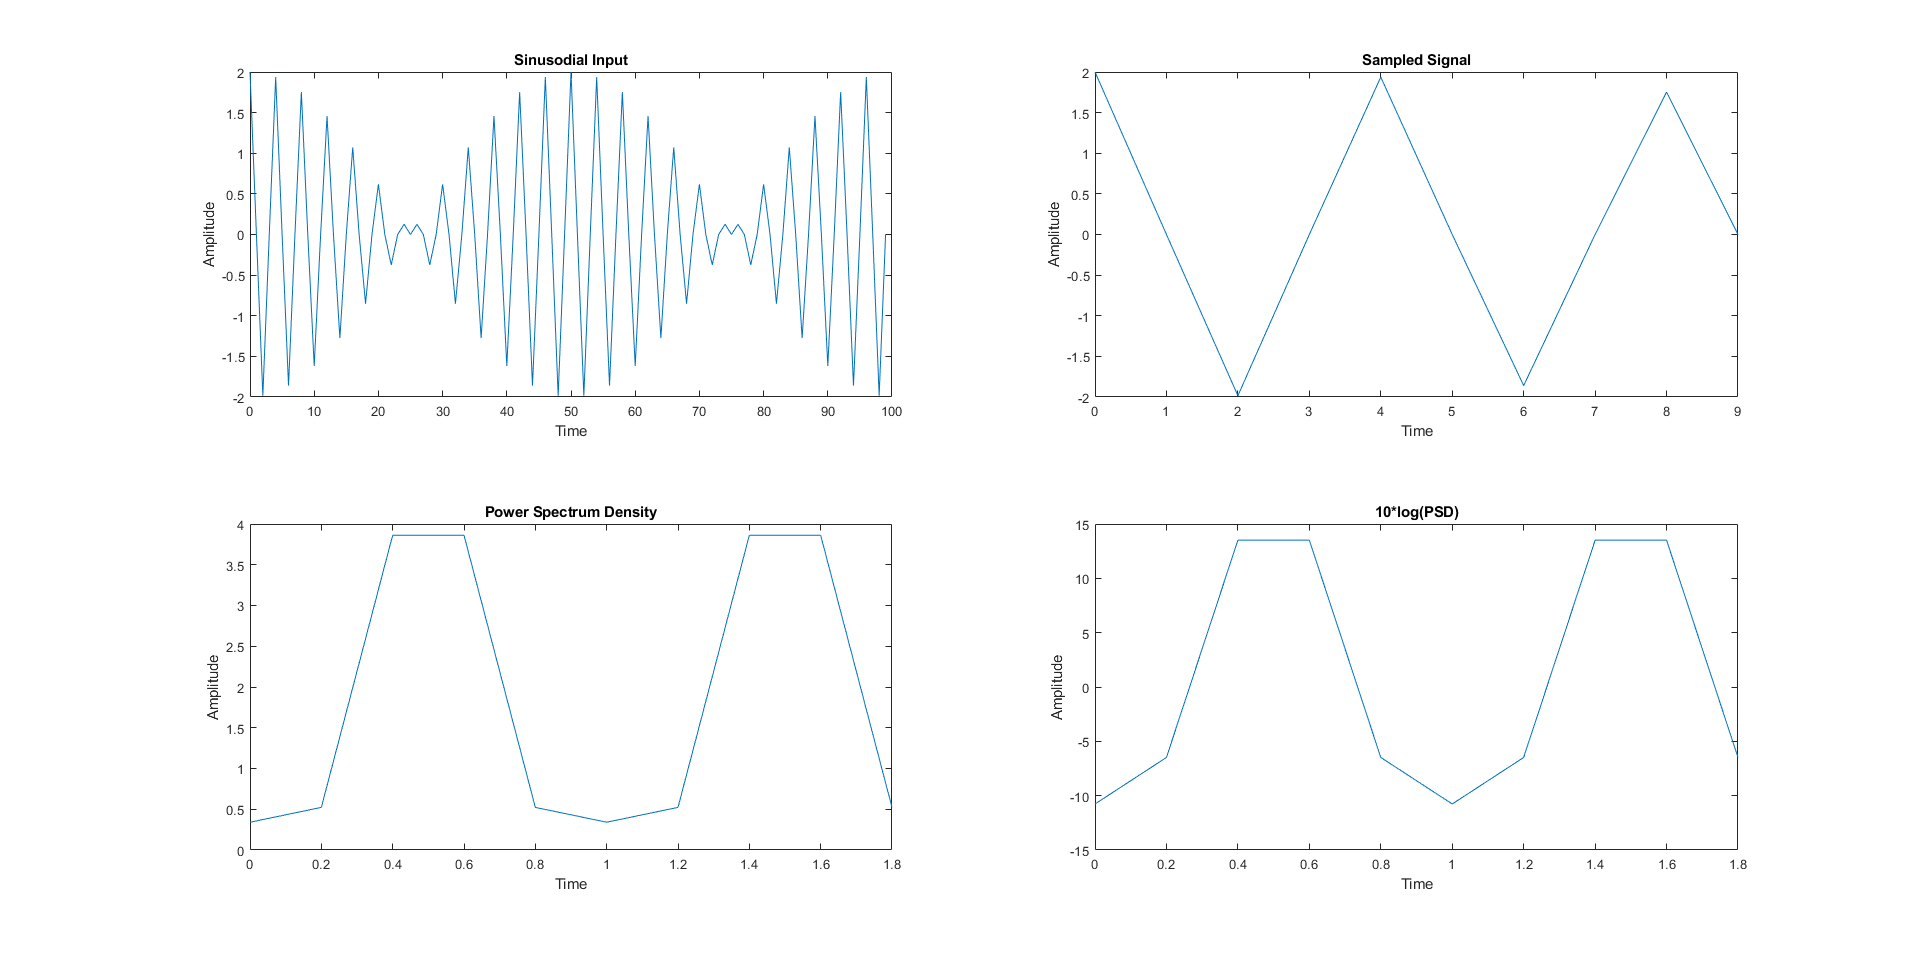 Sinusodial Input
Amplitude
2
1.5
1
0.5
0
-0.5
-1
-1.5
-2
0 10 20 30 40 50 60 70 80 90 100
Time
Sampled Signal
Amplitude
2
1.5
1
0.5
0
-0.5
-1
-1.5
-2
0 1 2 3 4 5 6 7 8 9
Time
Power Spectrum Density
Amplitude
4
3.5
3
2.5
2
1.5
1
0.5
0
0 0.2 0.4 0.6 0.8 1 1.2 1.4 1.6 1.8
Time
10*log(PSD)
Amplitude
15
10
5
0
-5
-10
-15
0 0.2 0.4 0.6 0.8 1 1.2 1.4 1.6 1.8
Time